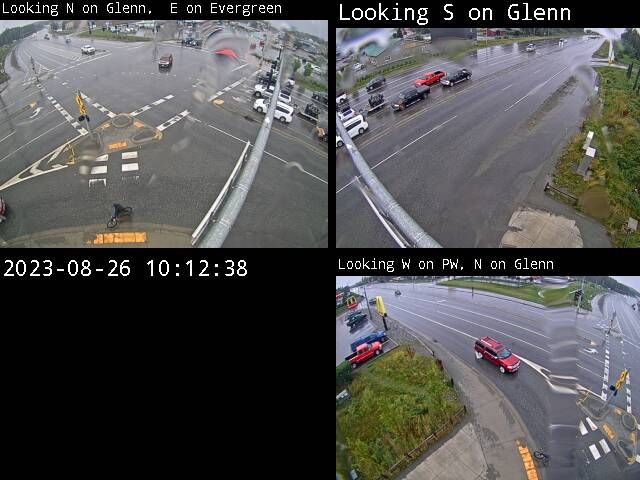 Looking N on Glenn,  E on Evergreen
Looking S on Glenn
2023-08-26 10:12:38
Looking W on PW, N on Glenn